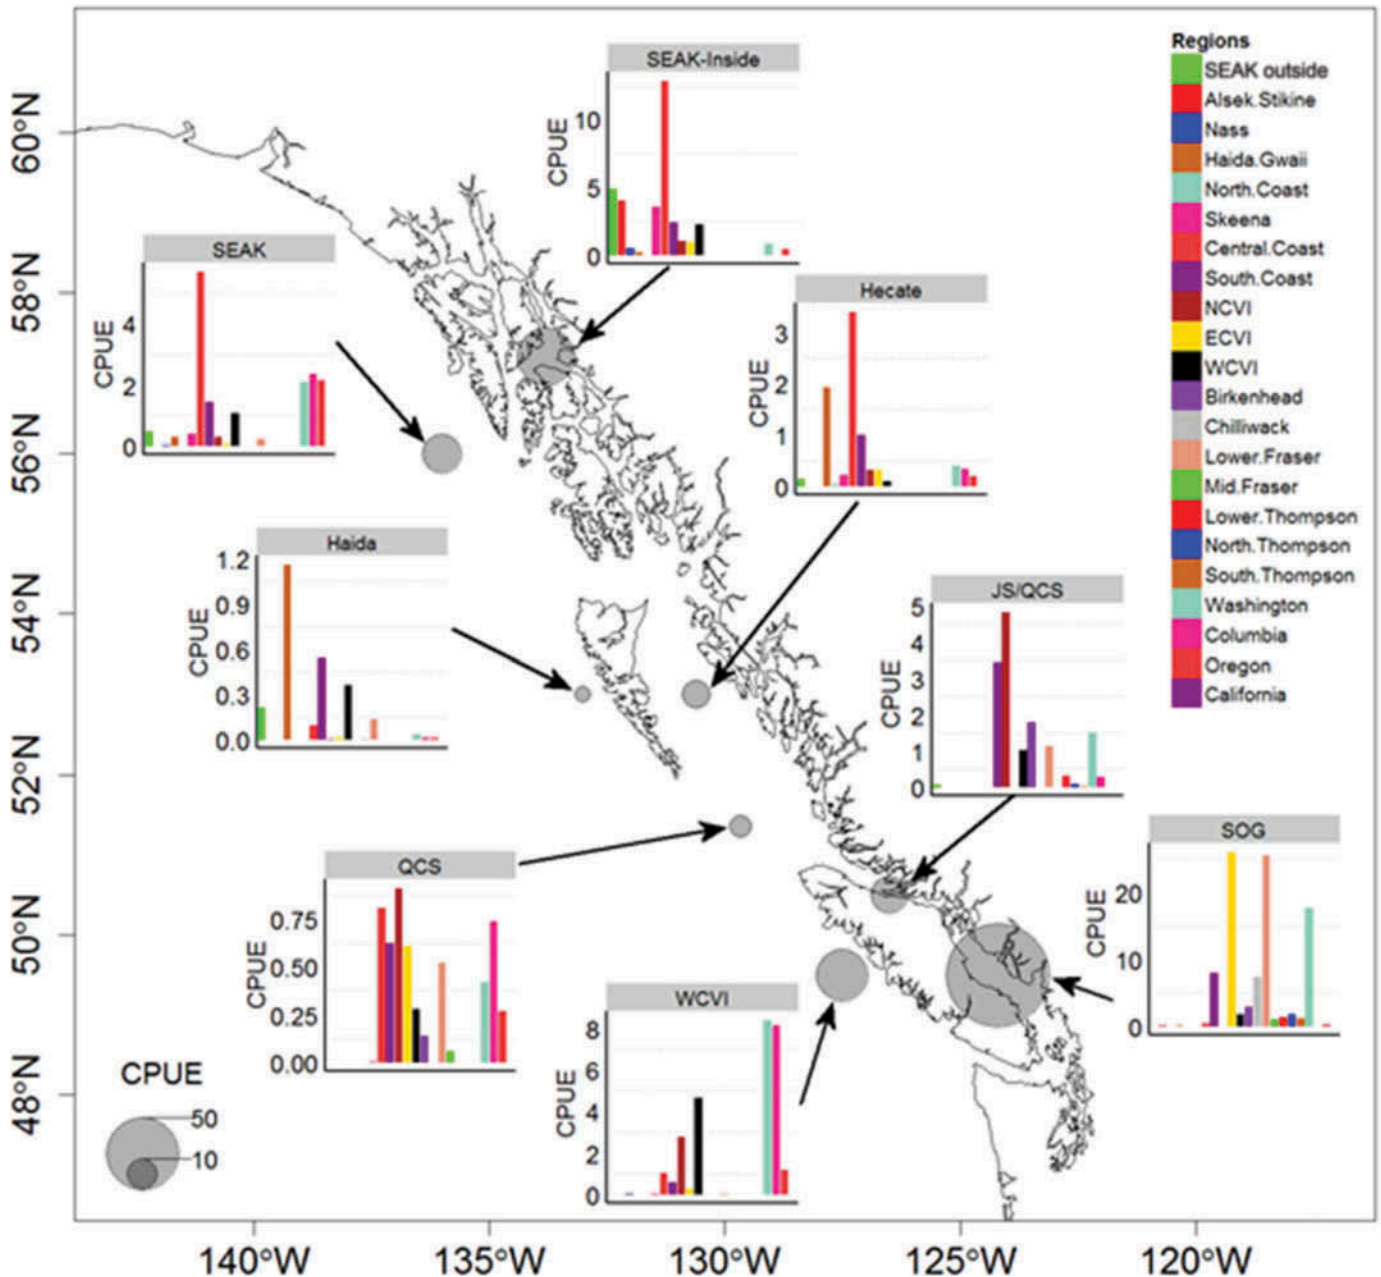 SEAK-Inside
CPUE
10
5
0
SEAK
CPUE
4
2
0
Hecate
CPUE
3
2
1
0
Haida
CPUE
1.2
0.9
0.6
0.3
0.0
JS/QCS
CPUE
5
4
3
2
1
0
QCS
CPUE
0.75
0.50
0.25
0.00
WCVI
CPUE
8
6
4
2
0
SOG
CPUE
20
10
0
Regions
SEAK outside
Alsek.Stikine
Nass
Haida.Gwaii
North.Coast
Skeena
Central.Coast
South.Coast
NCVI
ECVI
WCVI
Birkenhead
Chilliwack
Lower.Fraser
Mid.Fraser
Lower.Thompson
North.Thompson
South.Thompson
Washington
Columbia
Oregon
California
CPUE
50
10
60°N
58°N
56°N
54°N
52°N
50°N
48°N
140°W
135°W
130°W
125°W
120°W